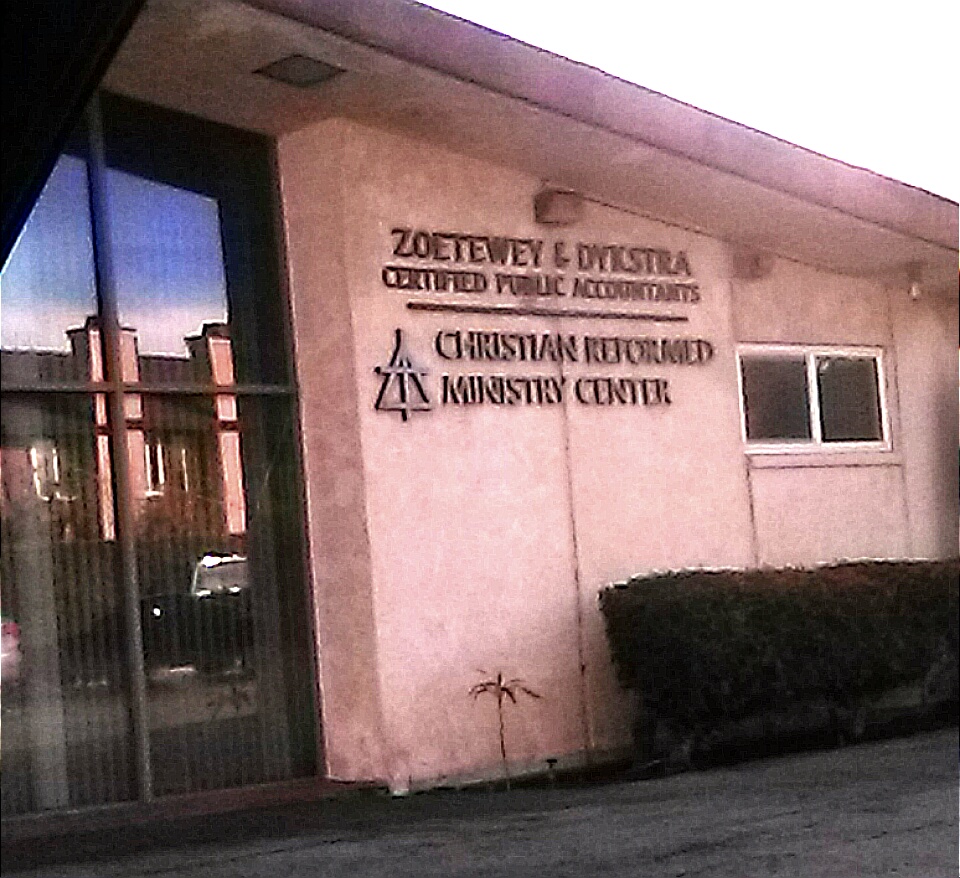 ZOETEWEY & DYKSTRA
CERTIFIED PUBLIC ACCOUNTANTS
CHRISTIAN REFORMED
MINISTRY CENTER